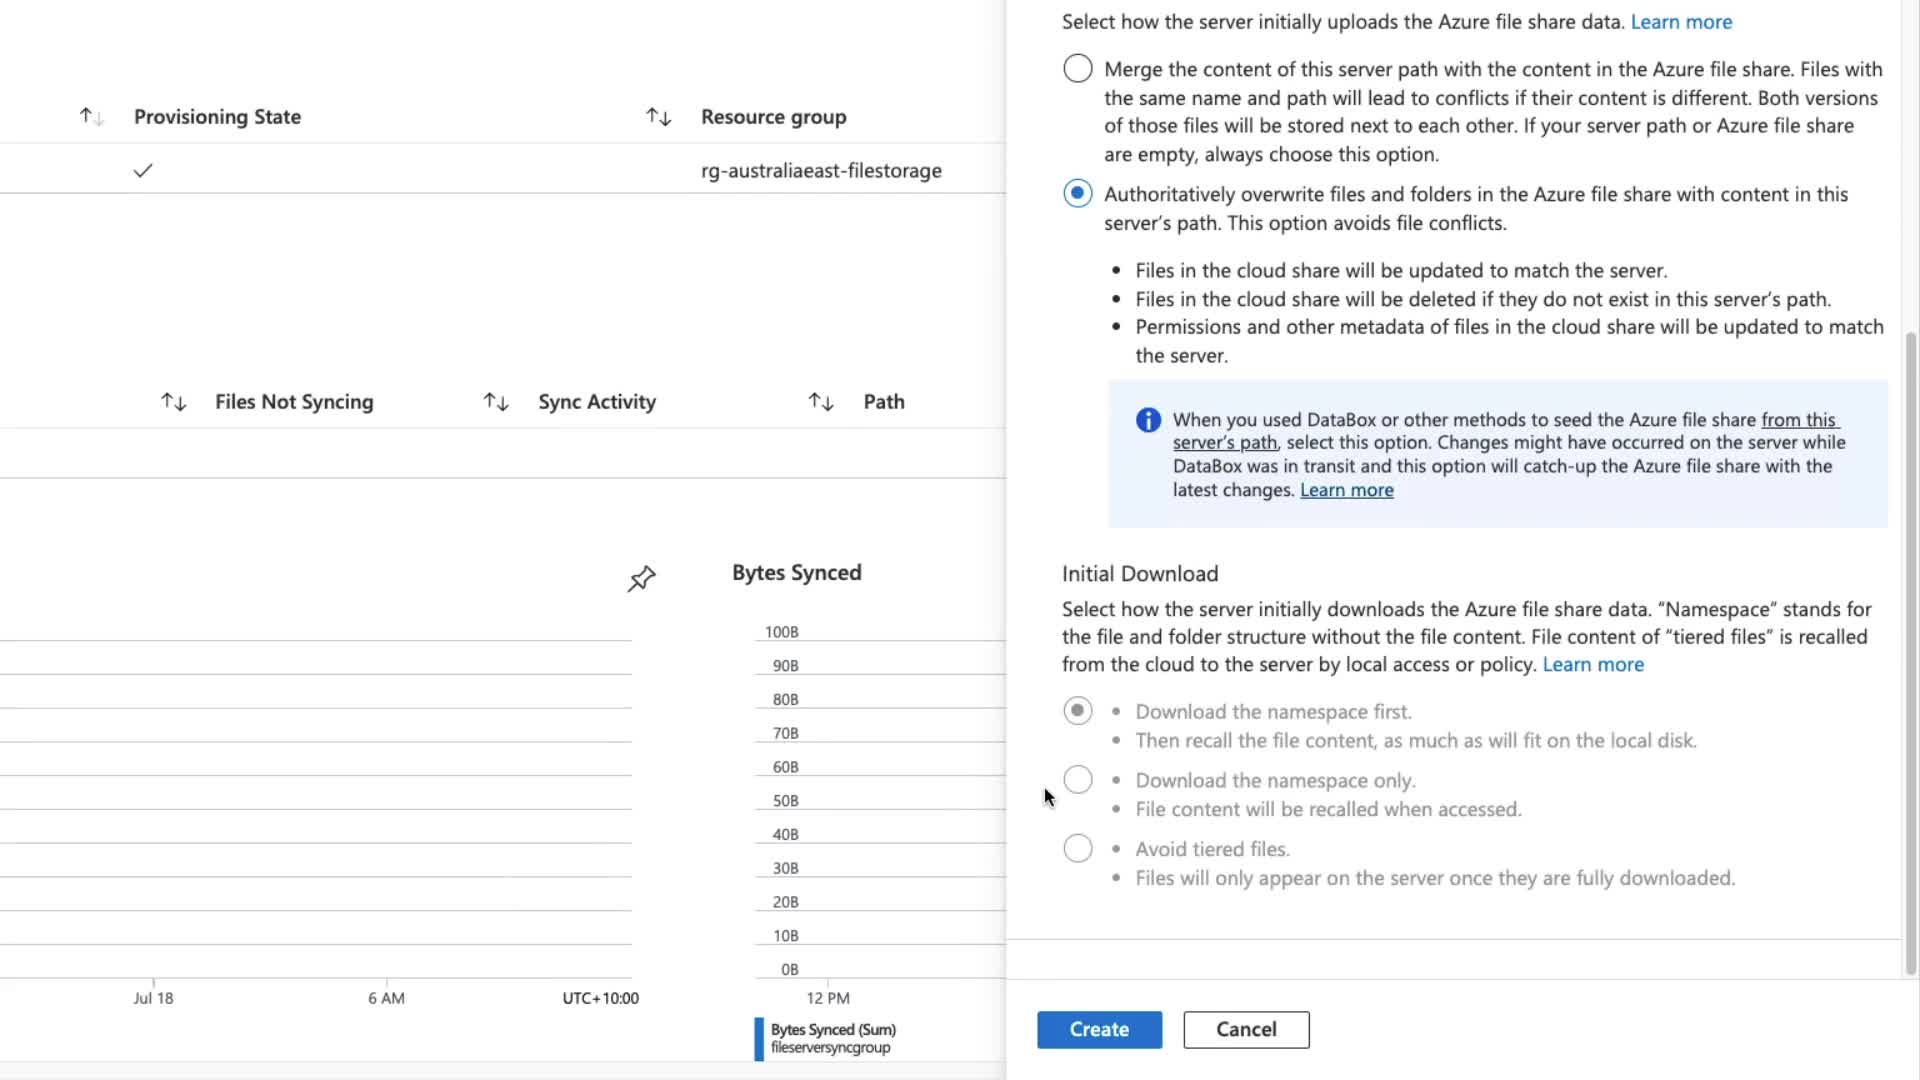 Select how the server initially uploads the Azure file share data. Learn more
Merge the content of this server path with the content in the Azure file share. Files with
the same name and path will lead to conflicts if their content is different. Both versions
of those files will be stored next to each other. If your server path or Azure file share
are empty, always choose this option.
Authoritatively overwrite files and folders in the Azure file share with content in this
server's path. This option avoids file conflicts.
• Files in the cloud share will be updated to match the server.
• Files in the cloud share will be deleted if they do not exist in this server's path.
• Permissions and other metadata of files in the cloud share will be updated to match
the server.
When you used DataBox or other methods to seed the Azure file share from this
server's path, select this option. Changes might have occurred on the server while
DataBox was in transit and this option will catch-up the Azure file share with the
latest changes. Learn more
Initial Download
Select how the server initially downloads the Azure file share data. "Namespace" stands for
the file and folder structure without the file content. File content of "tiered files" is recalled
from the cloud to the server by local access or policy. Learn more
• Download the namespace first.
• Then recall the file content, as much as will fit on the local disk.
• Download the namespace only.
• File content will be recalled when accessed.
• Avoid tiered files.
• Files will only appear on the server once they are fully downloaded.
Create
Cancel
Provisioning State
Resource group
rg-australiaeast-filestorage
Files Not Syncing
Sync Activity
Path
Bytes Synced
100B
90B
80B
70B
60B
50B
40B
30B
20B
10B
0B
Jul 18
6 AM
UTC+10:00
12 PM
Bytes Synced (Sum)
fileserversyncgroup